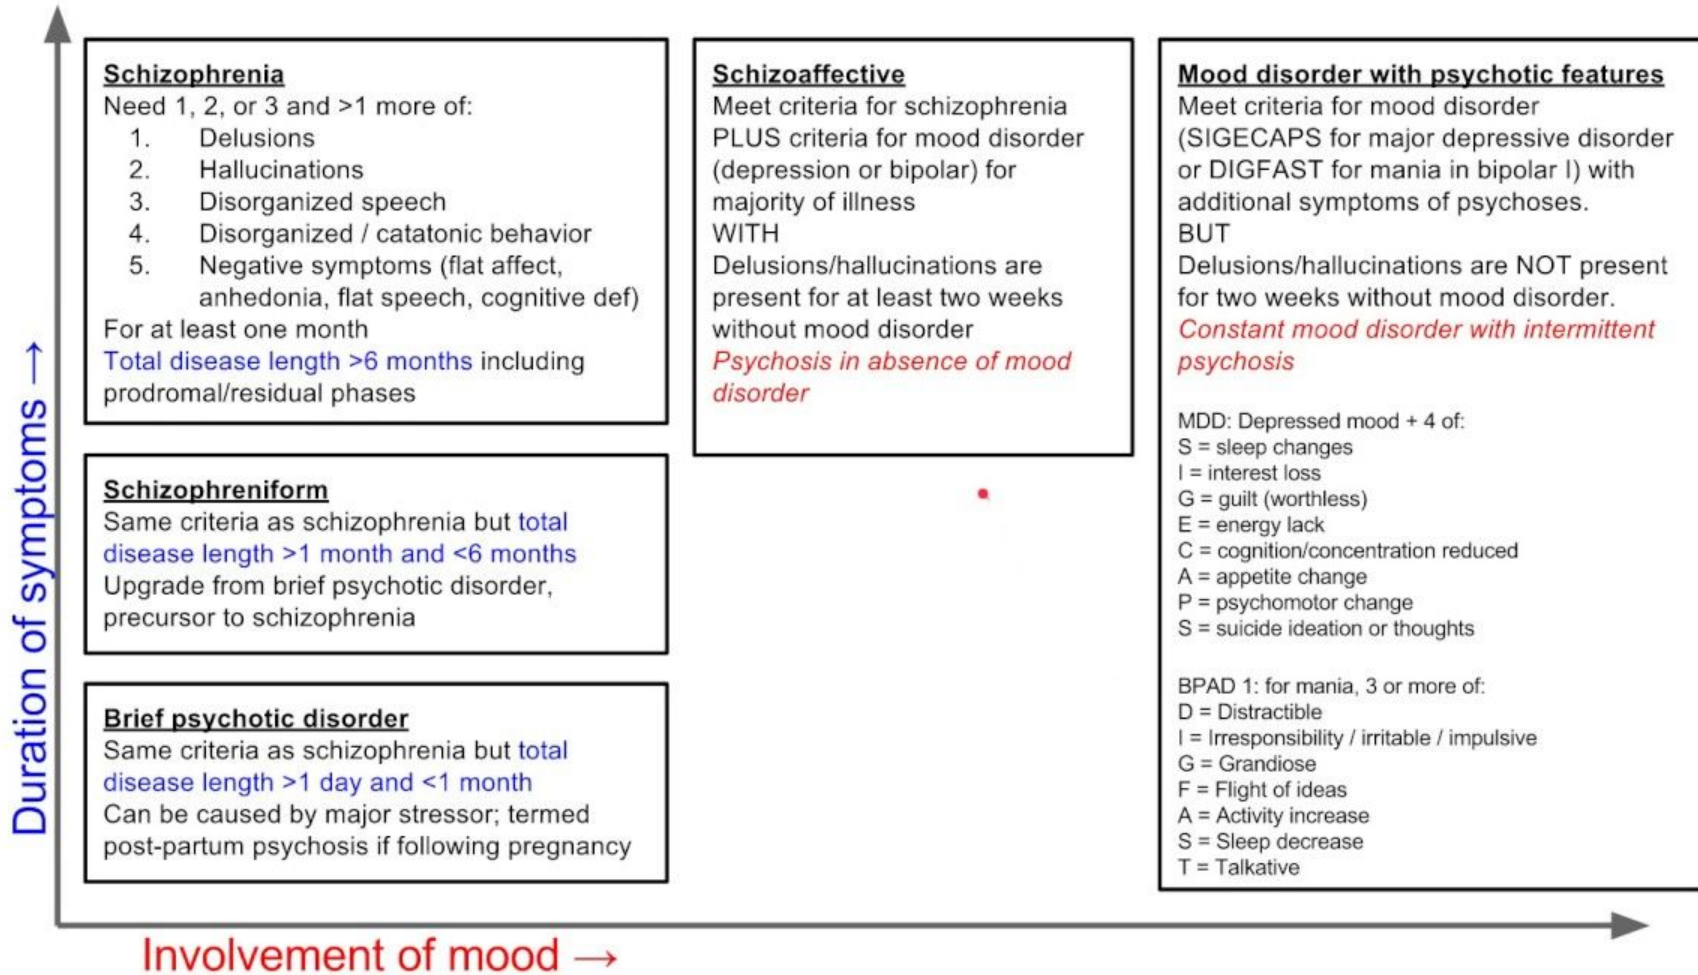 Duration of symptoms →
Schizophrenia
Need 1, 2, or 3 and >1 more of:
1. Delusions
2. Hallucinations
3. Disorganized speech
4. Disorganized / catatonic behavior
5. Negative symptoms (flat affect,
anhedonia, flat speech, cognitive def)
For at least one month
Total disease length >6 months including
prodromal/residual phases
Schizophreniform
Same criteria as schizophrenia but total
disease length >1 month and <6 months
Upgrade from brief psychotic disorder,
precursor to schizophrenia
Brief psychotic disorder
Same criteria as schizophrenia but total
disease length >1 day and <1 month
Can be caused by major stressor; termed
post-partum psychosis if following pregnancy
Schizoaffective
Meet criteria for schizophrenia
PLUS criteria for mood disorder
(depression or bipolar) for
majority of illness
WITH
Delusions/hallucinations are
present for at least two weeks
without mood disorder
Psychosis in absence of mood
disorder
Mood disorder with psychotic features
Meet criteria for mood disorder
(SIGECAPS for major depressive disorder
or DIGFAST for mania in bipolar I) with
additional symptoms of psychoses.
BUT
Delusions/hallucinations are NOT present
for two weeks without mood disorder.
Constant mood disorder with intermittent
psychosis
MDD: Depressed mood + 4 of:
S = sleep changes
I = interest loss
G = guilt (worthless)
E = energy lack
C = cognition/concentration reduced
A = appetite change
P = psychomotor change
S = suicide ideation or thoughts
BPAD 1: for mania, 3 or more of:
D = Distractible
I = Irresponsibility / irritable / impulsive
G = Grandiose
F = Flight of ideas
A = Activity increase
S = Sleep decrease
T = Talkative
Involvement of mood →